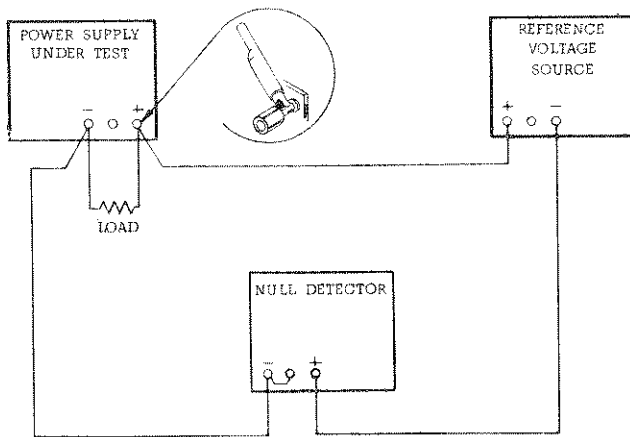 POWER SUPPLY
UNDER TEST
- +
LOAD
REFERENCE
VOLTAGE
SOURCE
+ -
NULL DETECTOR
- +